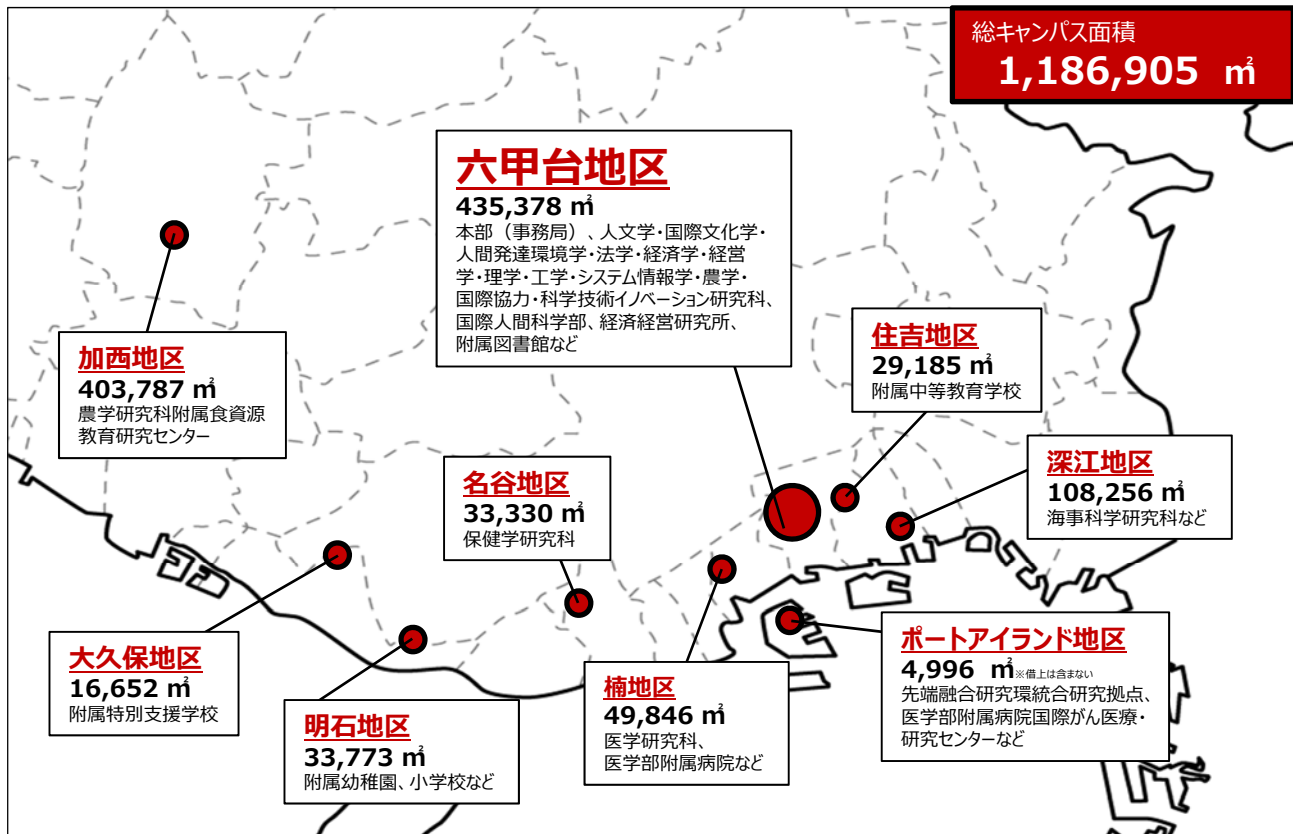 総キャンパス面積
1,186,905 ㎡
六甲台地区
435,378 ㎡
本部（事務局）、人文学・国際文化学・
人間発達環境学・法学・経済学・経営
学・理学・工学・システム情報学・農学・
国際協力・科学技術イノベーション研究科、
国際人間科学部、経済経営研究所、
附属図書館など
加西地区
403,787 ㎡
農学研究科附属食資源
教育研究センター
住吉地区
29,185 ㎡
附属中等教育学校
名谷地区
33,330 ㎡
保健学研究科
深江地区
108,256 ㎡
海事科学研究科など
大久保地区
16,652 ㎡
附属特別支援学校
明石地区
33,773 ㎡
附属幼稚園、小学校など
楠地区
49,846 ㎡
医学研究科、
医学部附属病院など
ポートアイランド地区
4,996 ㎡※借上は含まない
先端融合研究環統合研究拠点、
医学部附属病院国際がん医療・
研究センターなど